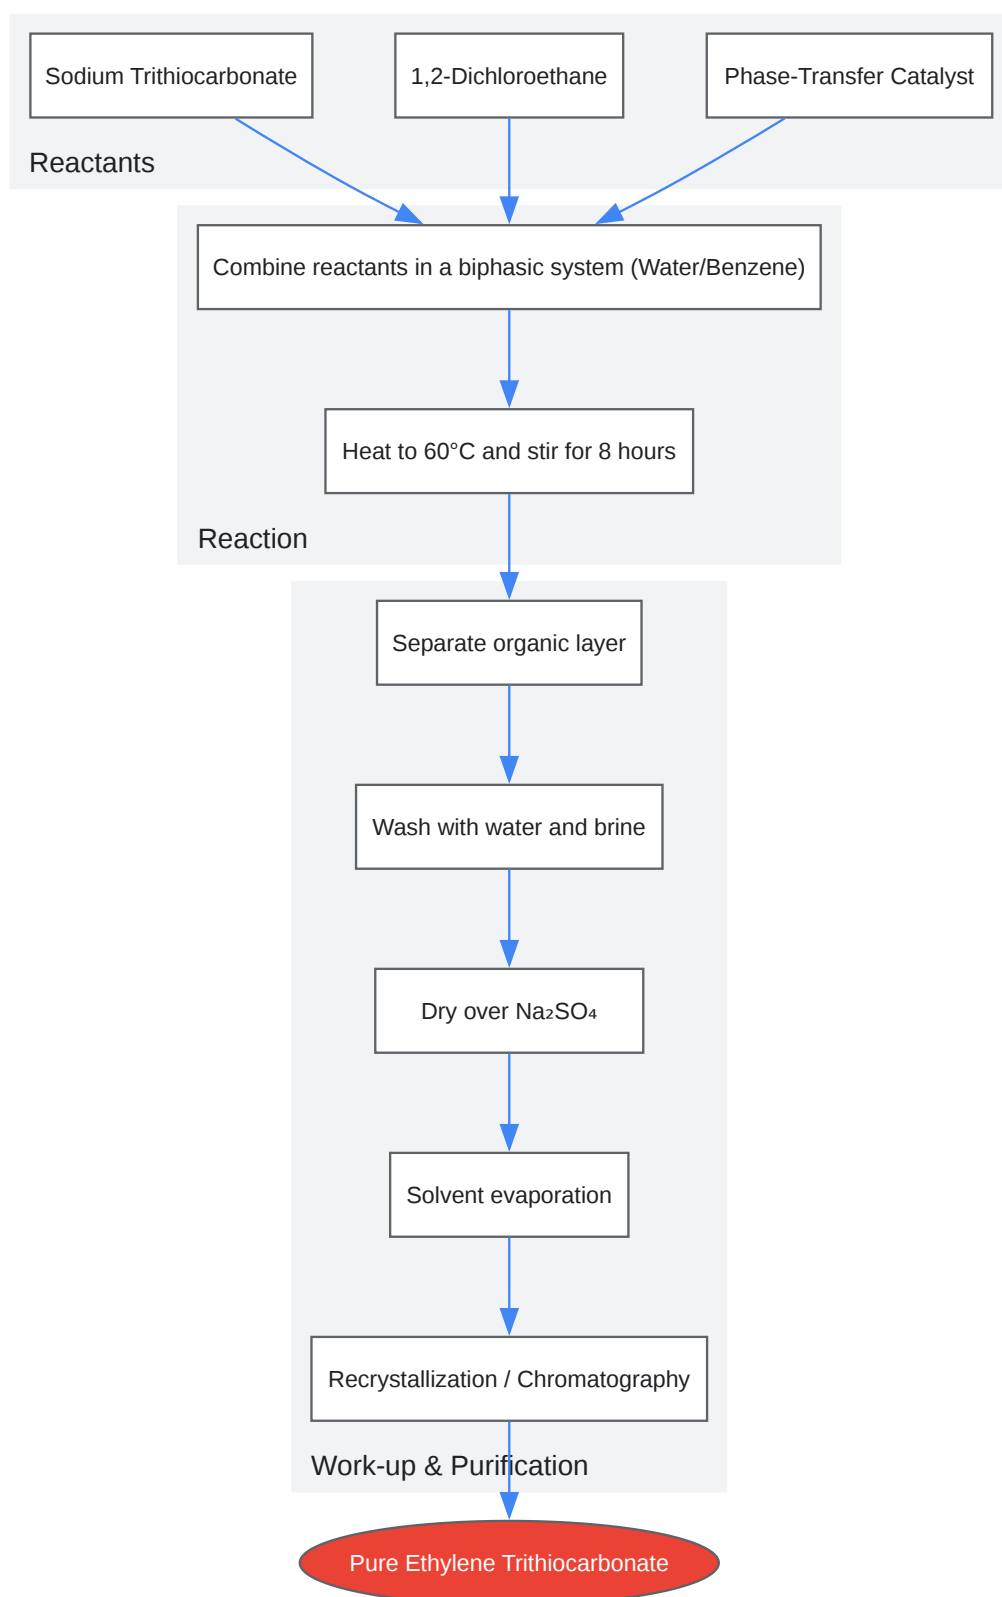 Sodium Trithiocarbonate
1,2-Dichloroethane
Phase-Transfer Catalyst
Reactants
Combine reactants in a biphasic system (Water/Benzene)
Heat to 60°C and stir for 8 hours
Reaction
Separate organic layer
Wash with water and brine
Dry over Na₂SO₄
Solvent evaporation
Recrystallization / Chromatography
Work-up & Purification
Pure Ethylene Trithiocarbonate